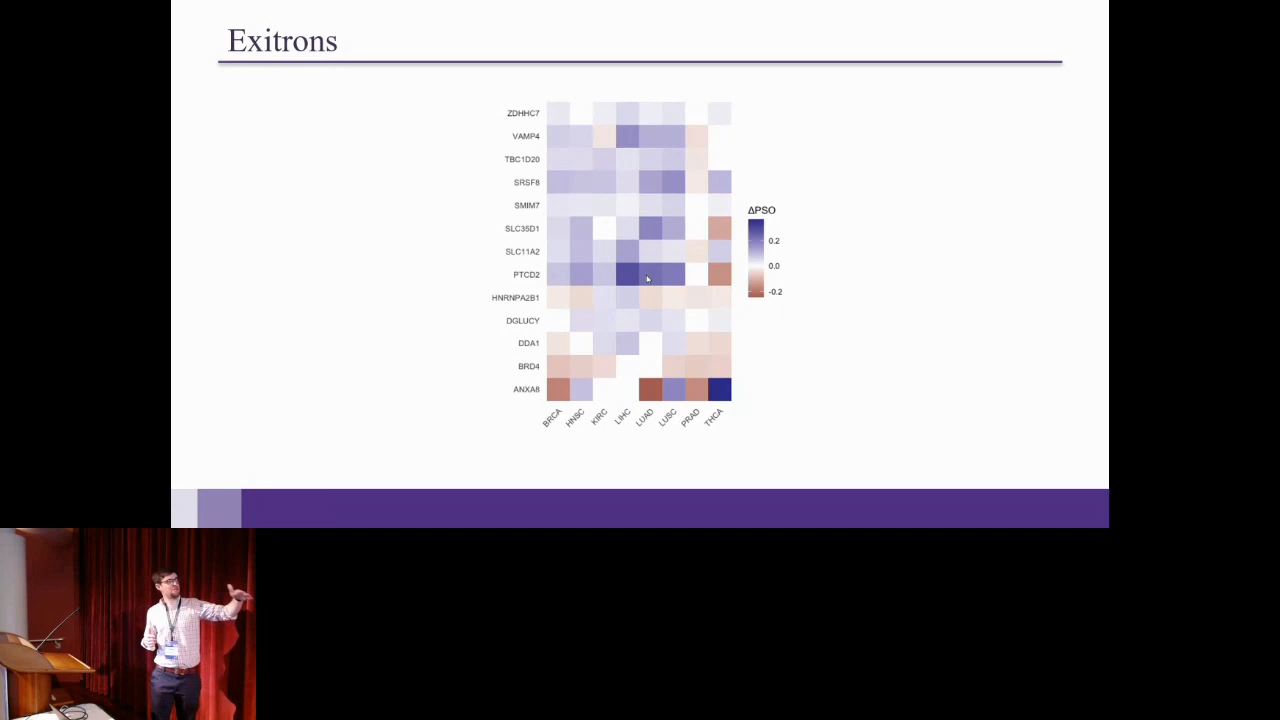 Exitrons
ZDHHC7
VAMP4
TBC1D20
SRSF8
SMIM7
SLC35D1
SLC11A2
PTCD2
HNRNPA2B1
DGLUCY
DDA1
BRD4
ANXA8
BRCA
HNSC
KIRC
LIHC
LUAD
LUSC
PRAD
THCA
ΔPSO
0.2
0.0
-0.2